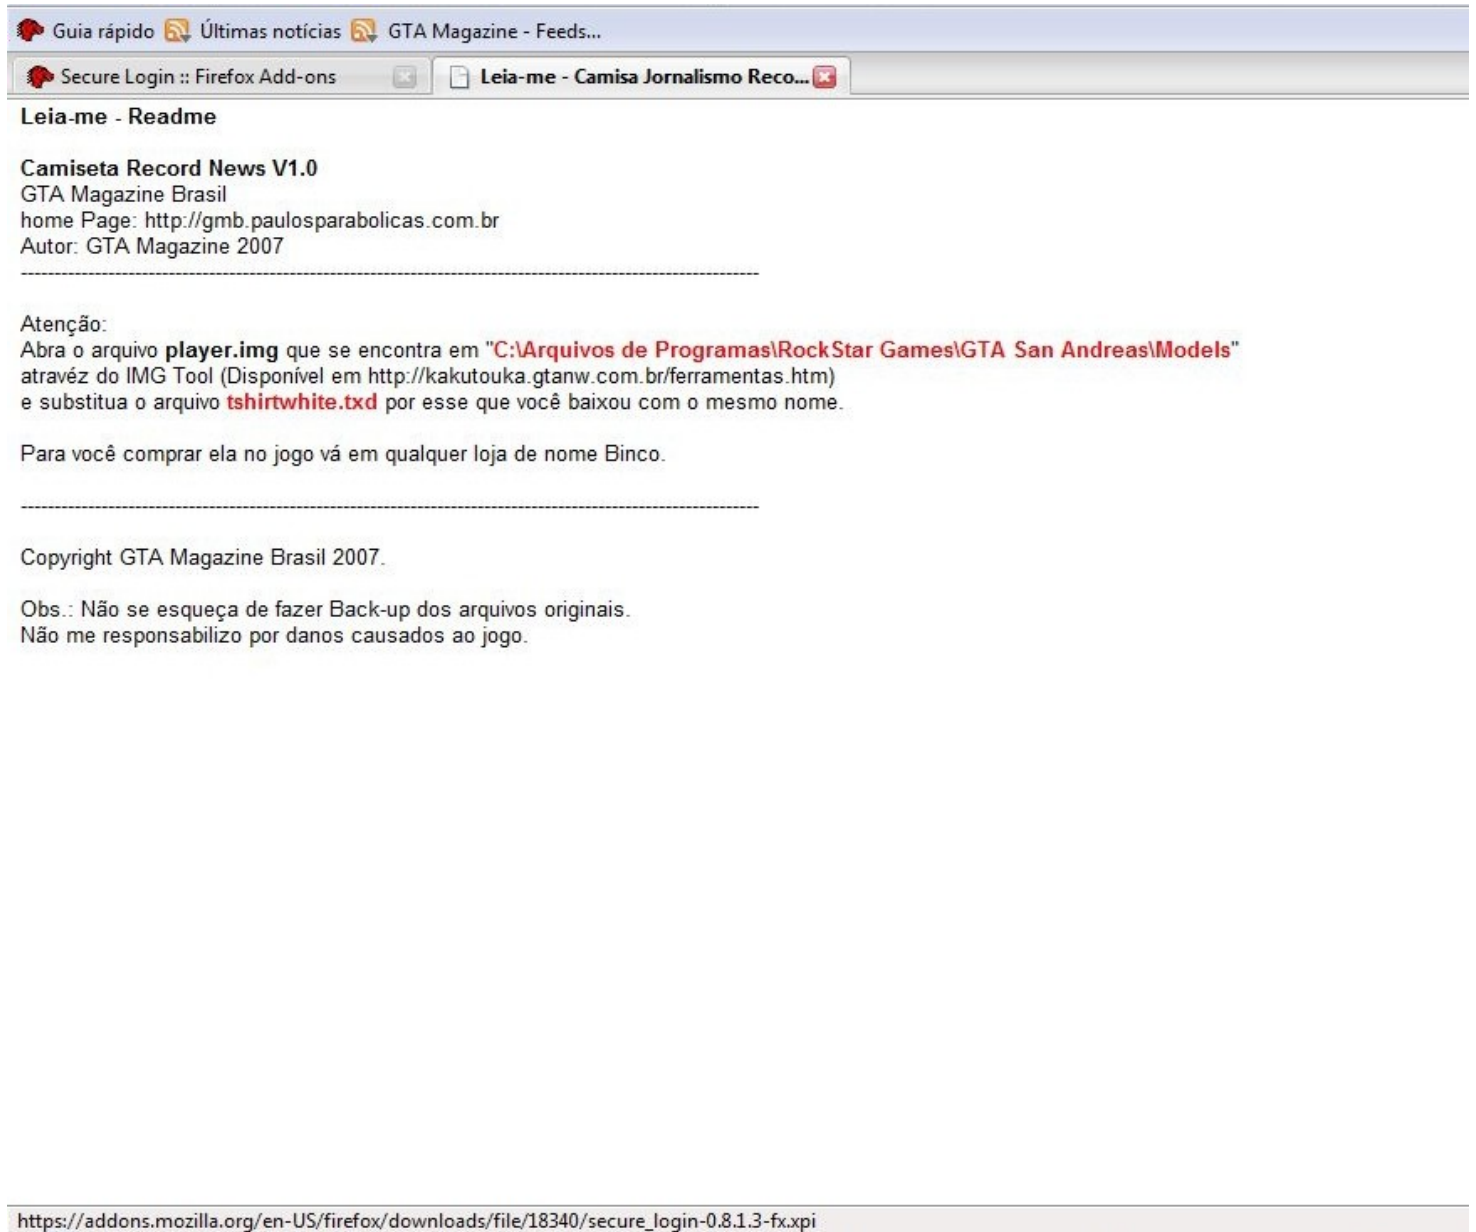 Guia rápido Últimas notícias GTA Magazine - Feeds...
Secure Login :: Firefox Add-ons Leia-me - Camisa Jornalismo Reco...
Leia-me - Readme
Camiseta Record News V1.0
GTA Magazine Brasil
home Page: http://gmb.paulosparabolicas.com.br
Autor: GTA Magazine 2007
----------------------------------------------------------------------------------------------------------------
Atenção:
Abra o arquivo player.img que se encontra em "C:\Arquivos de Programas\RockStar Games\GTA San Andreas\Models"
atravéz do IMG Tool (Disponível em http://kakutouka.gtanw.com.br/ferramentas.htm)
e substitua o arquivo tshirtwhite.txd por esse que você baixou com o mesmo nome.
Para você comprar ela no jogo vá em qualquer loja de nome Binco.
----------------------------------------------------------------------------------------------------------------
Copyright GTA Magazine Brasil 2007.
Obs.: Não se esqueça de fazer Back-up dos arquivos originais.
Não me responsabilizo por danos causados ao jogo.
https://addons.mozilla.org/en-US/firefox/downloads/file/18340/secure_login-0.8.1.3-fx.xpi